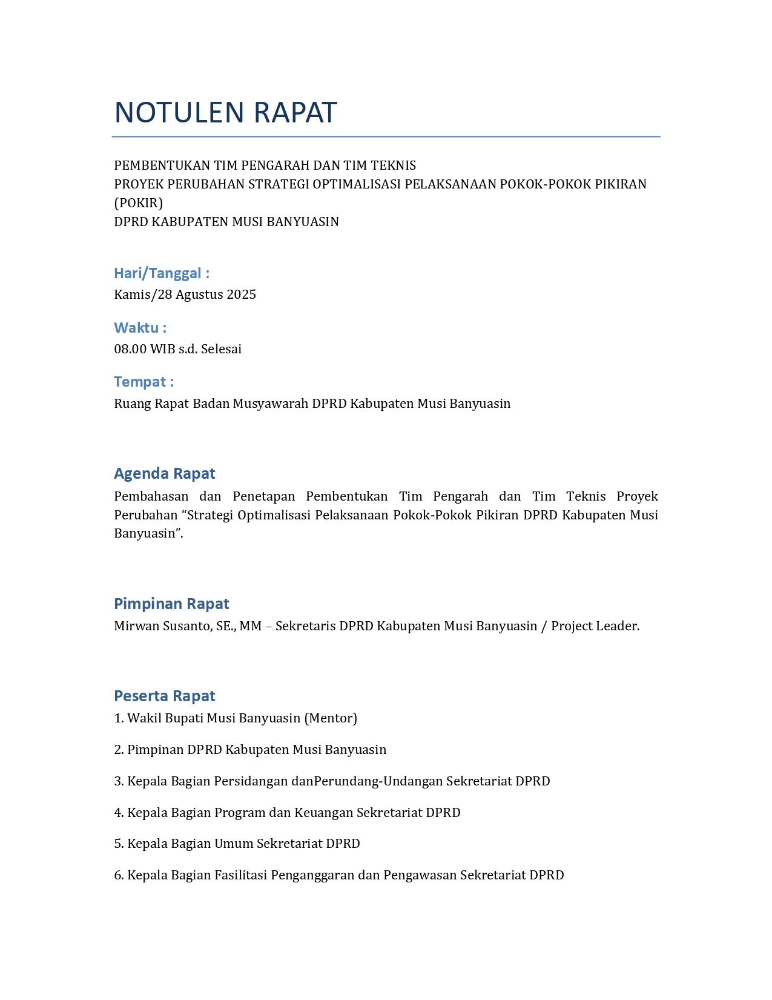 NOTULEN RAPAT
PEMBENTUKAN TIM PENGARAH DAN TIM TEKNIS
PROYEK PERUBAHAN STRATEGI OPTIMALISASI PELAKSANAAN POKOK-POKOK PIKIRAN
(POKIR)
DPRD KABUPATEN MUSI BANYUASIN
Hari/Tanggal :
Kamis/28 Agustus 2025
Waktu :
08.00 WIB s.d. Selesai
Tempat :
Ruang Rapat Badan Musyawarah DPRD Kabupaten Musi Banyuasin
Agenda Rapat
Pembahasan dan Penetapan Pembentukan Tim Pengarah dan Tim Teknis Proyek
Perubahan “Strategi Optimalisasi Pelaksanaan Pokok-Pokok Pikiran DPRD Kabupaten Musi
Banyuasin”.
Pimpinan Rapat
Mirwan Susanto, SE., MM – Sekretaris DPRD Kabupaten Musi Banyuasin / Project Leader.
Peserta Rapat
1. Wakil Bupati Musi Banyuasin (Mentor)
2. Pimpinan DPRD Kabupaten Musi Banyuasin
3. Kepala Bagian Persidangan danPerundang-Undangan Sekretariat DPRD
4. Kepala Bagian Program dan Keuangan Sekretariat DPRD
5. Kepala Bagian Umum Sekretariat DPRD
6. Kepala Bagian Fasilitasi Penganggaran dan Pengawasan Sekretariat DPRD